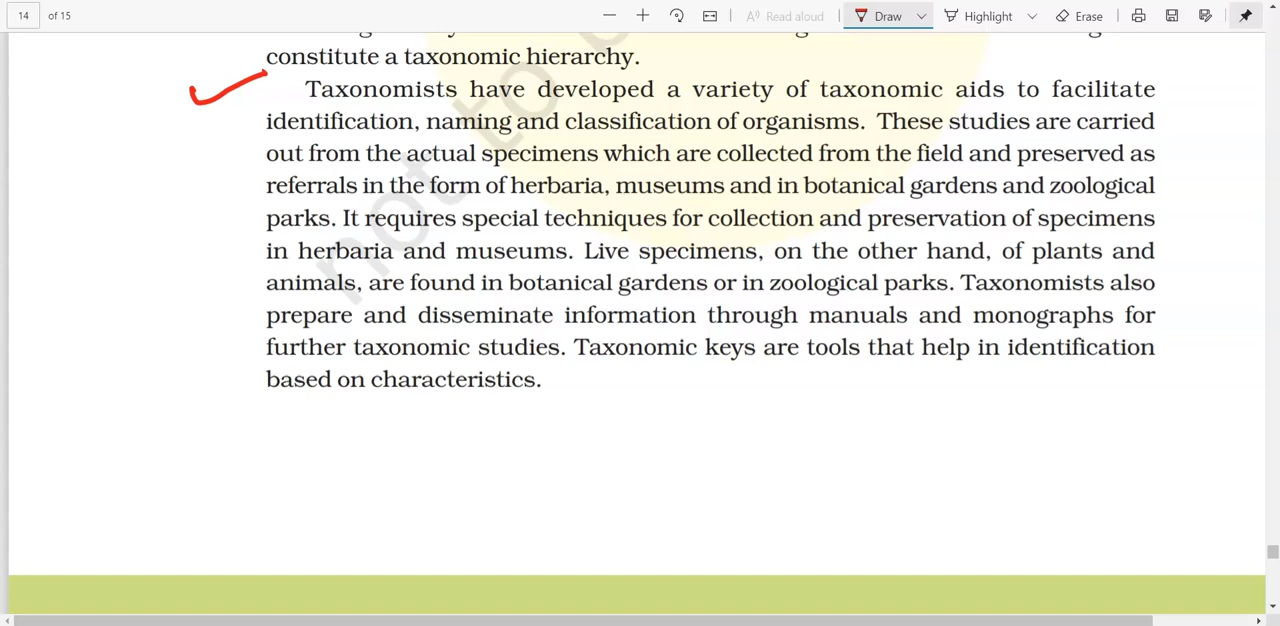 14 of 15 Read aloud Draw Highlight Erase
constitute a taxonomic hierarchy.
Taxonomists have developed a variety of taxonomic aids to facilitate
identification, naming and classification of organisms. These studies are carried
out from the actual specimens which are collected from the field and preserved as
referrals in the form of herbaria, museums and in botanical gardens and zoological
parks. It requires special techniques for collection and preservation of specimens
in herbaria and museums. Live specimens, on the other hand, of plants and
animals, are found in botanical gardens or in zoological parks. Taxonomists also
prepare and disseminate information through manuals and monographs for
further taxonomic studies. Taxonomic keys are tools that help in identification
based on characteristics.
not to b